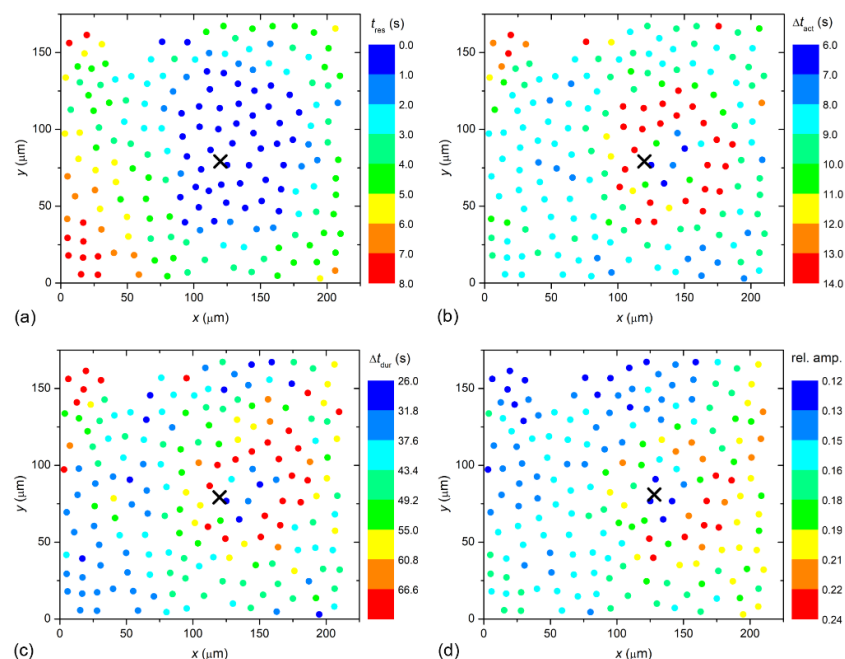 t_res (s)
0.0
1.0
2.0
3.0
4.0
5.0
6.0
7.0
8.0
150
100
50
0
y (μm)
0 50 100 150 200
x (μm)
(a)
Δt_act (s)
6.0
7.0
8.0
9.0
10.0
11.0
12.0
13.0
14.0
150
100
50
0
y (μm)
0 50 100 150 200
x (μm)
(b)
Δt_dur (s)
26.0
31.8
37.6
43.4
49.2
55.0
60.8
66.6
150
100
50
0
y (μm)
0 50 100 150 200
x (μm)
(c)
rel. amp.
0.12
0.13
0.15
0.16
0.18
0.19
0.21
0.22
0.24
150
100
50
0
y (μm)
0 50 100 150 200
x (μm)
(d)